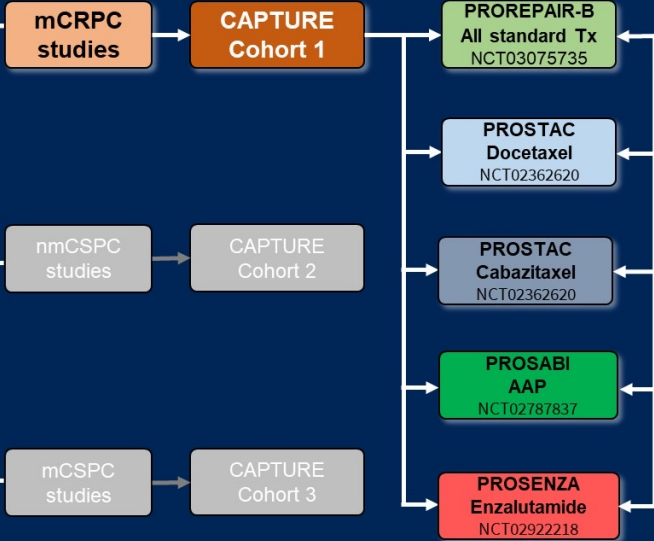 mCRPC
studies
CAPTURE
Cohort 1
PROREPAIR-B
All standard Tx
NCT03075735
PROSTAC
Docetaxel
NCT02362620
nmCSPC
studies
CAPTURE
Cohort 2
PROSTAC
Cabazitaxel
NCT02362620
PROSABI
AAP
NCT02787837
mCSPC
studies
CAPTURE
Cohort 3
PROSENZA
Enzalutamide
NCT02922218